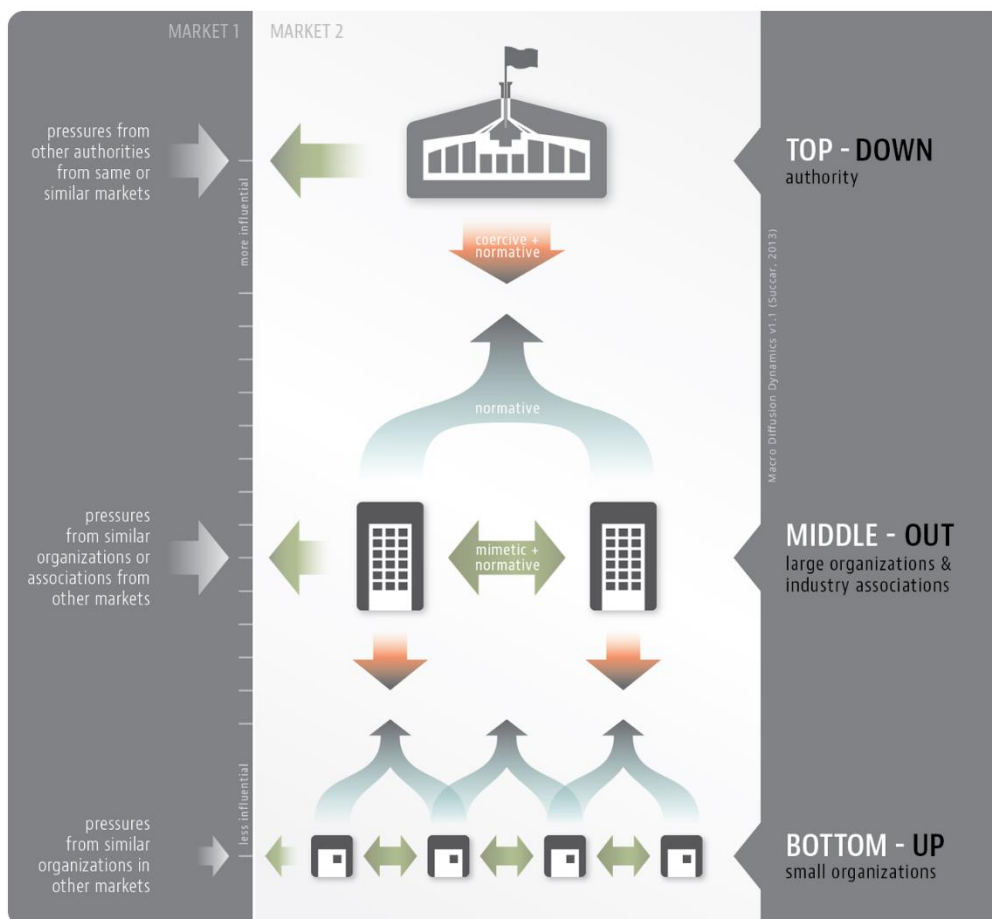 MARKET 1
MARKET 2
pressures from
other authorities
from same or
similar markets
more influential
coercive +
normative
TOP - DOWN
authority
Macro Diffusion Dynamics v1.1 (Succar, 2013)
normative
pressures
from similar
organizations or
associations from
other markets
mimetic +
normative
MIDDLE - OUT
large organizations &
industry associations
less influential
pressures
from similar
organizations in
other markets
BOTTOM - UP
small organizations